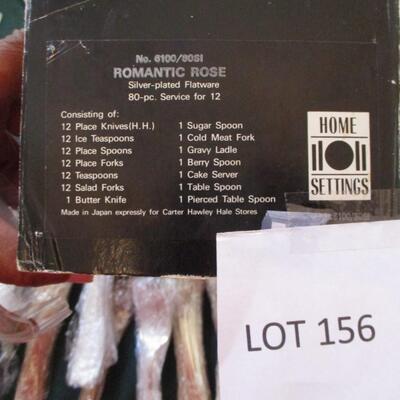 No. 6100/80SI
ROMANTIC ROSE
Silver-plated Flatware
80-pc. Service for 12
Consisting of:
12 Place Knives(H.H.)
12 Ice Teaspoons
12 Place Spoons
12 Place Forks
12 Teaspoons
12 Salad Forks
1 Butter Knife
1 Sugar Spoon
1 Cold Meat Fork
1 Gravy Ladle
1 Berry Spoon
1 Cake Server
1 Table Spoon
1 Pierced Table Spoon
Made in Japan expressly for Carter Hawley Hale Stores
HOME
SETTINGS
6100/80SI
LOT 156